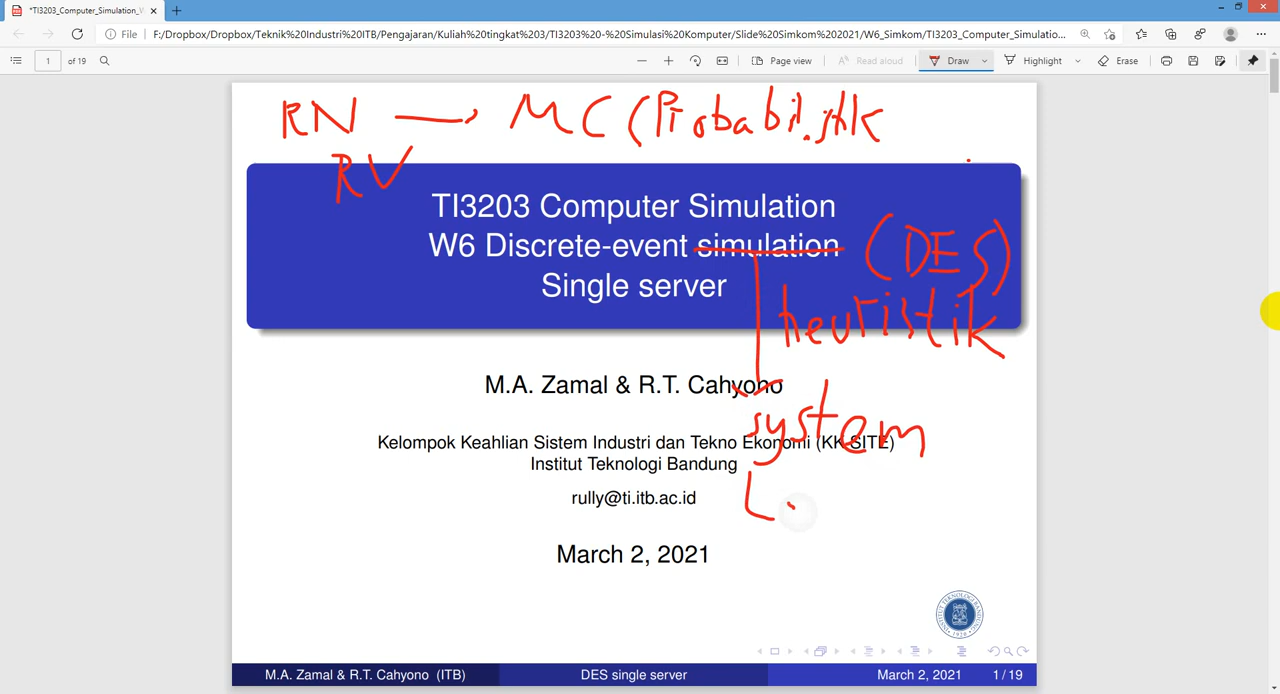 *TI3203_Computer_Simulation_W6
File F:/Dropbox/Dropbox/Teknik%20Industri%20ITB/Pengajaran/Kuliah%20tingkat%203/TI3203%20-%20Simulasi%20Komputer/Slide%20Simkom%202021/W6_Simkom/TI3203_Computer_Simulatio...
1 of 19 Page view Read aloud Draw Highlight Erase
RN → MC (Probabilistik
RV
TI3203 Computer Simulation
W6 Discrete-event simulation (DES)
Single server
heuristik
M.A. Zamal & R.T. Cahyono
system
Kelompok Keahlian Sistem Industri dan Tekno Ekonomi (KK-SITE)
Institut Teknologi Bandung
rully@ti.itb.ac.id
March 2, 2021
M.A. Zamal & R.T. Cahyono (ITB) DES single server March 2, 2021 1 / 19